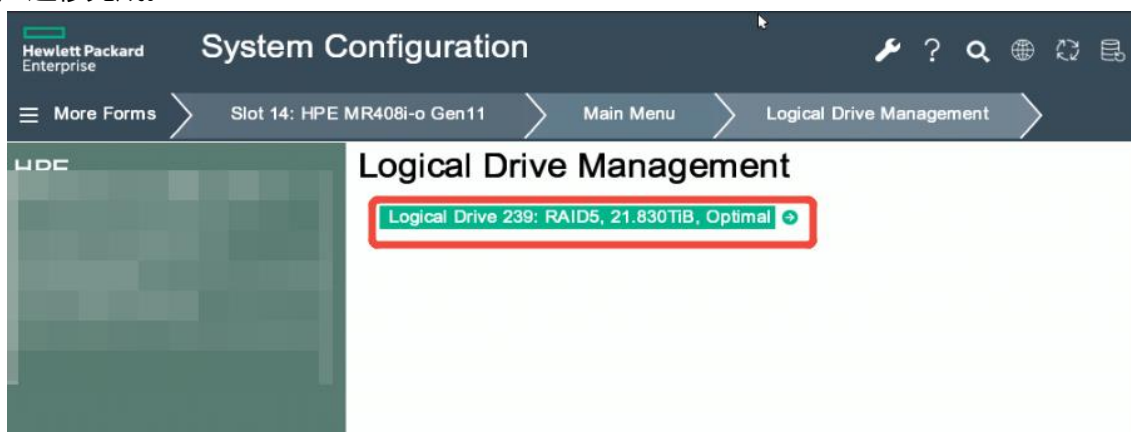 Hewlett Packard
Enterprise
System Configuration
More Forms
Slot 14: HPE MR408i-o Gen11
Main Menu
Logical Drive Management
HPE
Logical Drive Management
Logical Drive 239: RAID5, 21.830TiB, Optimal